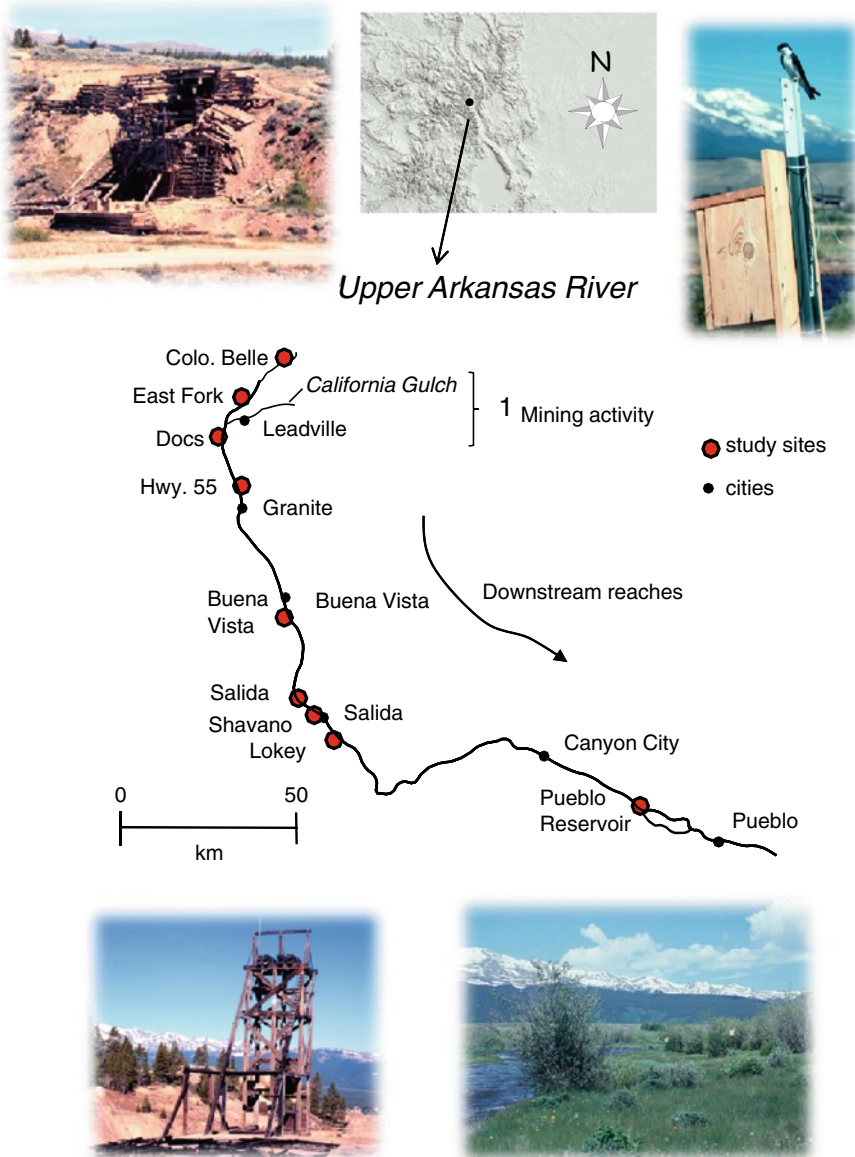 N
Upper Arkansas River
Colo. Belle
East Fork
California Gulch
1 Mining activity
Docs
Leadville
study sites
Hwy. 55
cities
Granite
Downstream reaches
Buena
Vista
Buena Vista
Salida
Shavano
Salida
Lokey
Canyon City
0 50
km
Pueblo
Reservoir
Pueblo